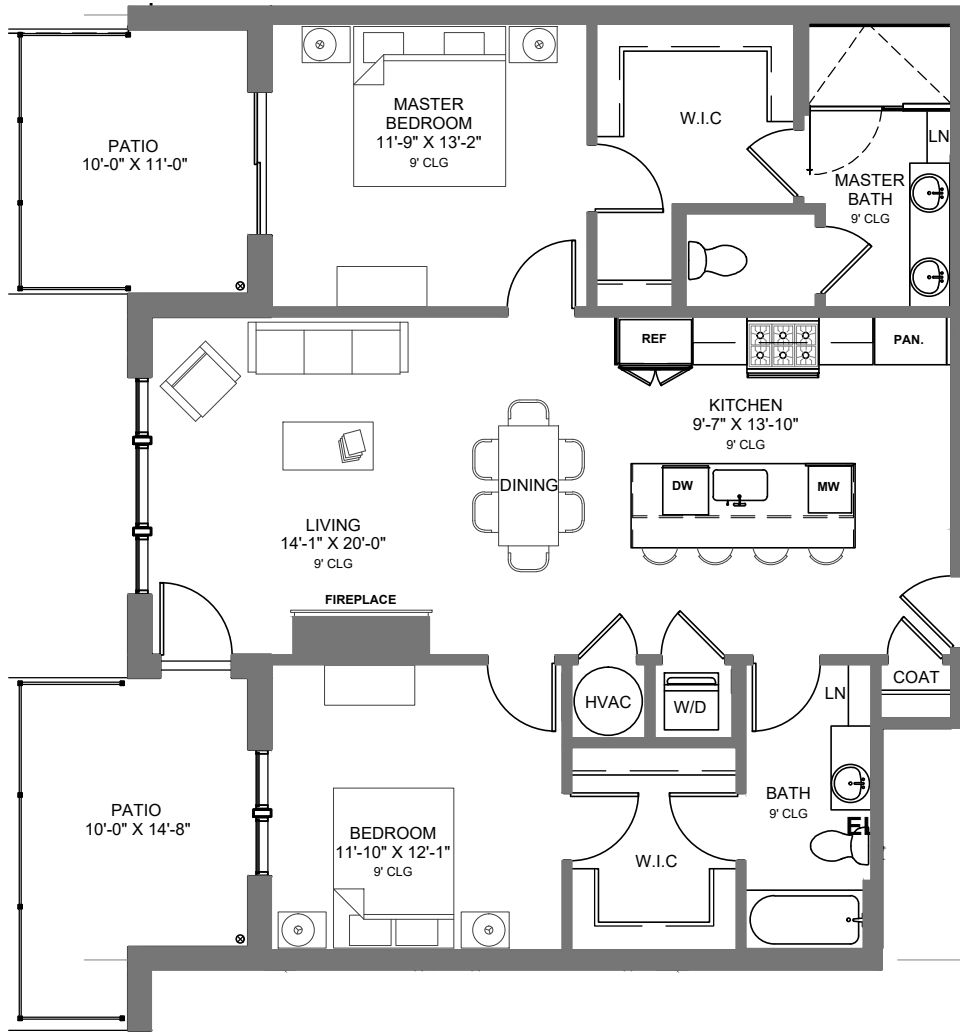 PATIO
10'-0" X 11'-0"
MASTER
BEDROOM
11'-9" X 13'-2"
9' CLG
W.I.C
LN
MASTER
BATH
9' CLG
REF
PAN.
KITCHEN
9'-7" X 13'-10"
9' CLG
DINING
DW
MW
LIVING
14'-1" X 20'-0"
9' CLG
FIREPLACE
HVAC
W/D
LN
COAT
PATIO
10'-0" X 14'-8"
BEDROOM
11'-10" X 12'-1"
9' CLG
W.I.C
BATH
9' CLG